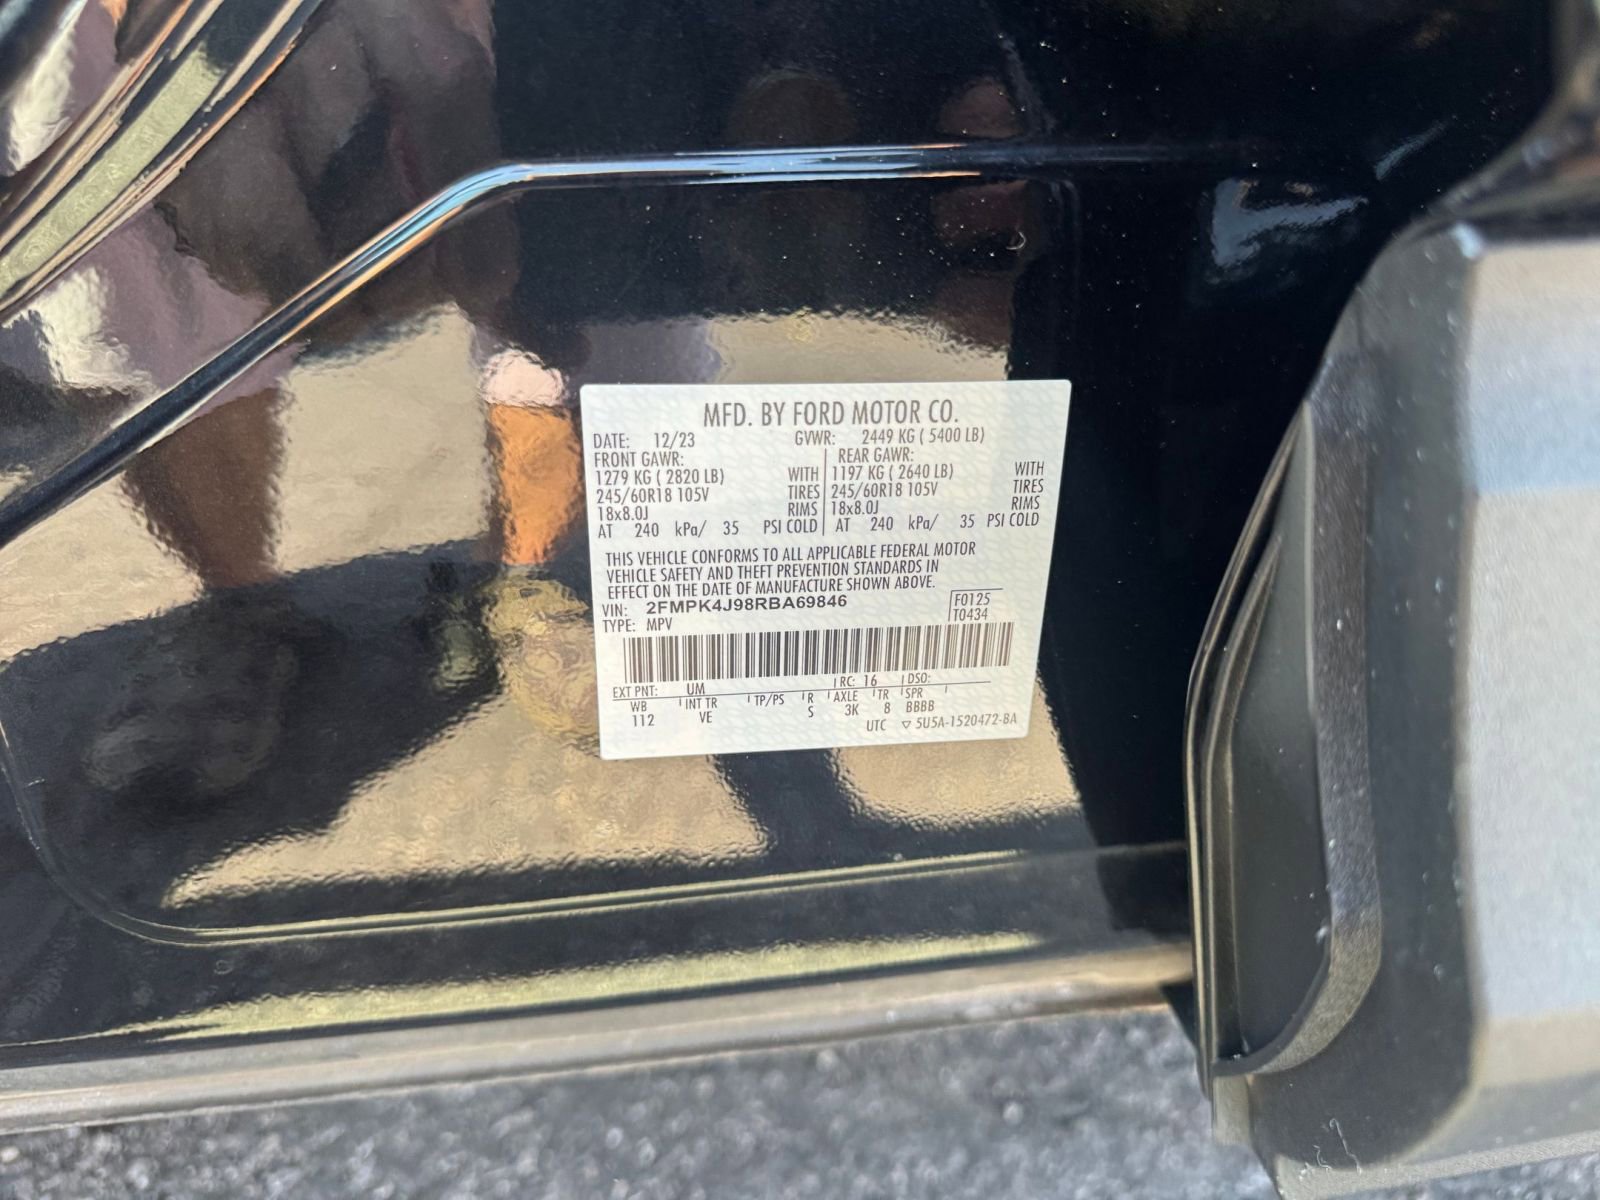 MFD. BY FORD MOTOR CO.
DATE: 12/23 GVWR: 2449 KG ( 5400 LB)
FRONT GAWR: REAR GAWR:
1279 KG ( 2820 LB) WITH 1197 KG ( 2640 LB) WITH
245/60R18 105V TIRES 245/60R18 105V TIRES
18x8.0J RIMS 18x8.0J RIMS
AT 240 kPa/ 35 PSI COLD AT 240 kPa/ 35 PSI COLD
THIS VEHICLE CONFORMS TO ALL APPLICABLE FEDERAL MOTOR
VEHICLE SAFETY AND THEFT PREVENTION STANDARDS IN
EFFECT ON THE DATE OF MANUFACTURE SHOWN ABOVE.
VIN: 2FMPK4J98RBA69846 F0125
TYPE: MPV T0434
EXT PNT: UM RC: 16 DSO:
WB INT TR TP/PS R AXLE TR SPR
112 VE S 3K 8 BBBB
UTC ▽ 5U5A-1520472-BA